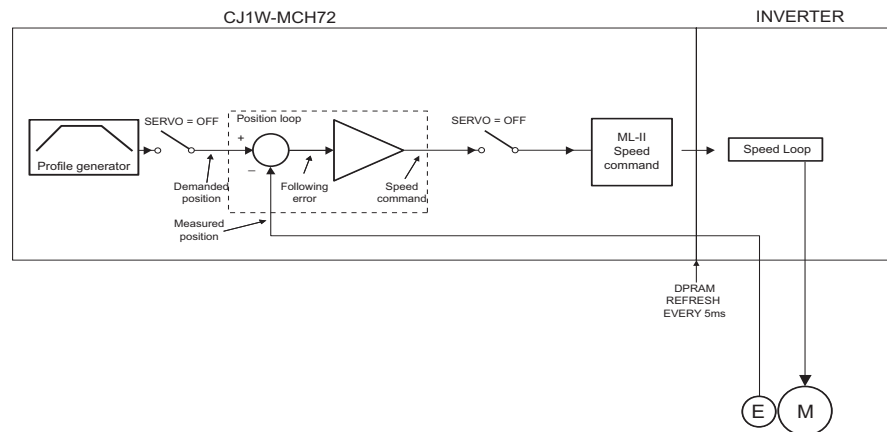 CJ1W-MCH72
INVERTER
SERVO = OFF
Position loop
SERVO = OFF
+
_
Profile generator
Demanded
position
Following
error
Speed
command
ML-II
Speed
command
Speed Loop
Measured
position
DPRAM
REFRESH
EVERY 5ms
E
M